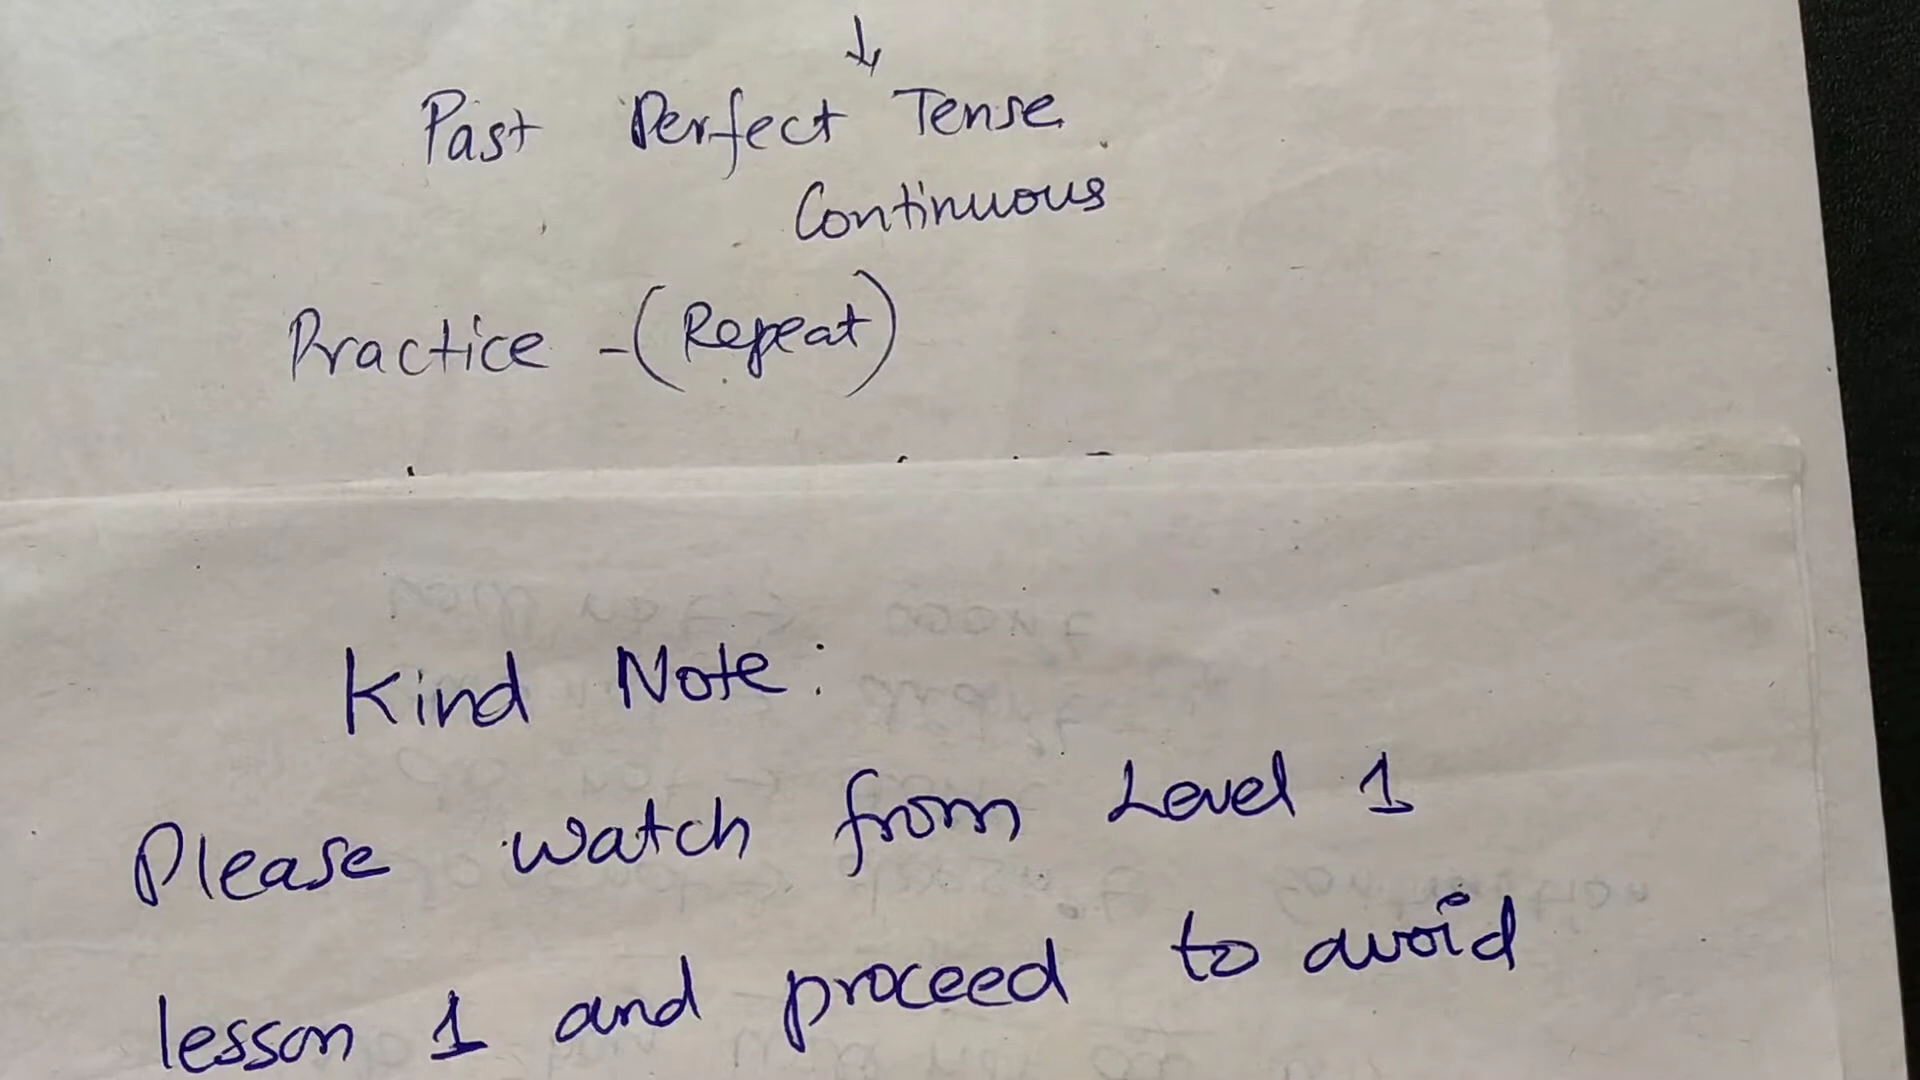 ↓
Past Perfect Tense
Continuous
Practice - (Repeat)
Kind Note:
Please watch from Level 1
lesson 1 and proceed to avoid